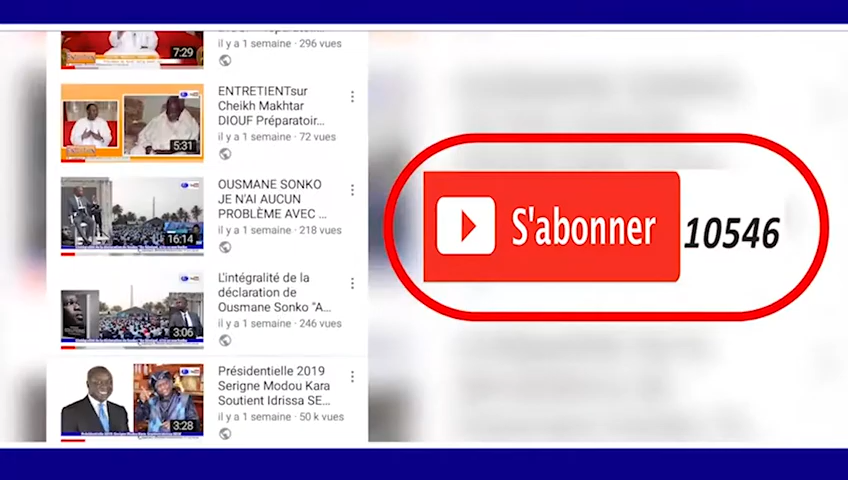 il y a 1 semaine · 296 vues
7:29
ENTRETIENTsur
Cheikh Makhtar
DIOUF Préparatoir...
il y a 1 semaine · 72 vues
5:31
OUSMANE SONKO
JE N'AI AUCUN
PROBLÈME AVEC ...
il y a 1 semaine · 218 vues
16:14
L'intégralité de la
déclaration de
Ousmane Sonko "A...
il y a 1 semaine · 246 vues
3:06
Présidentielle 2019
Serigne Modou Kara
Soutient Idrissa SE...
il y a 1 semaine · 50 k vues
3:28
S'abonner
10546